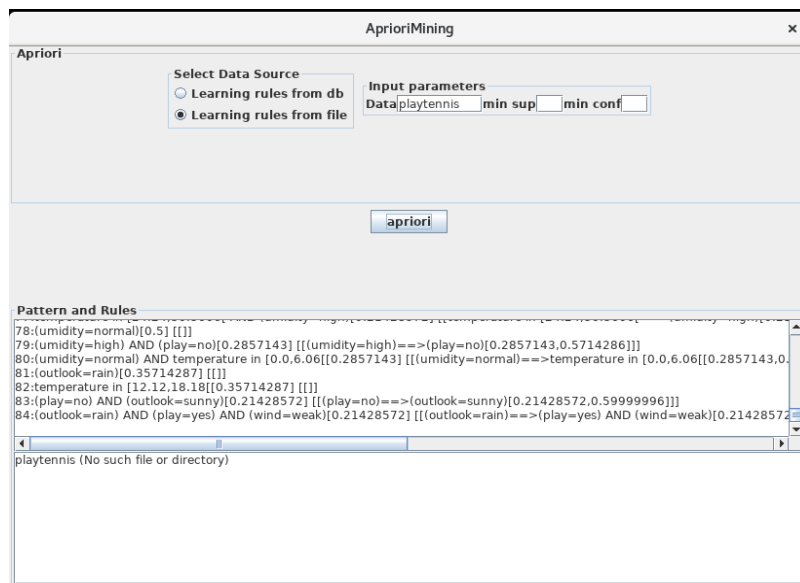 AprioriMining
×
Apriori
Select Data Source
Learning rules from db
Learning rules from file
Input parameters
Data playtennis min sup min conf
apriori
Pattern and Rules
78:(umidity=normal)[0.5] [[]]
79:(umidity=high) AND (play=no)[0.2857143] [[(umidity=high)==>(play=no)[0.2857143,0.5714286]]]
80:(umidity=normal) AND temperature in [0.0,6.06[[0.2857143] [[(umidity=normal)==>temperature in [0.0,6.06[[0.2857143,0.
81:(outlook=rain)[0.35714287] [[]]
82:temperature in [12.12,18.18[[0.35714287] [[]]
83:(play=no) AND (outlook=sunny)[0.21428572] [[(play=no)==>(outlook=sunny)[0.21428572,0.59999996]]]
84:(outlook=rain) AND (play=yes) AND (wind=weak)[0.21428572] [[(outlook=rain)==>(play=yes) AND (wind=weak)[0.21428572
playtennis (No such file or directory)